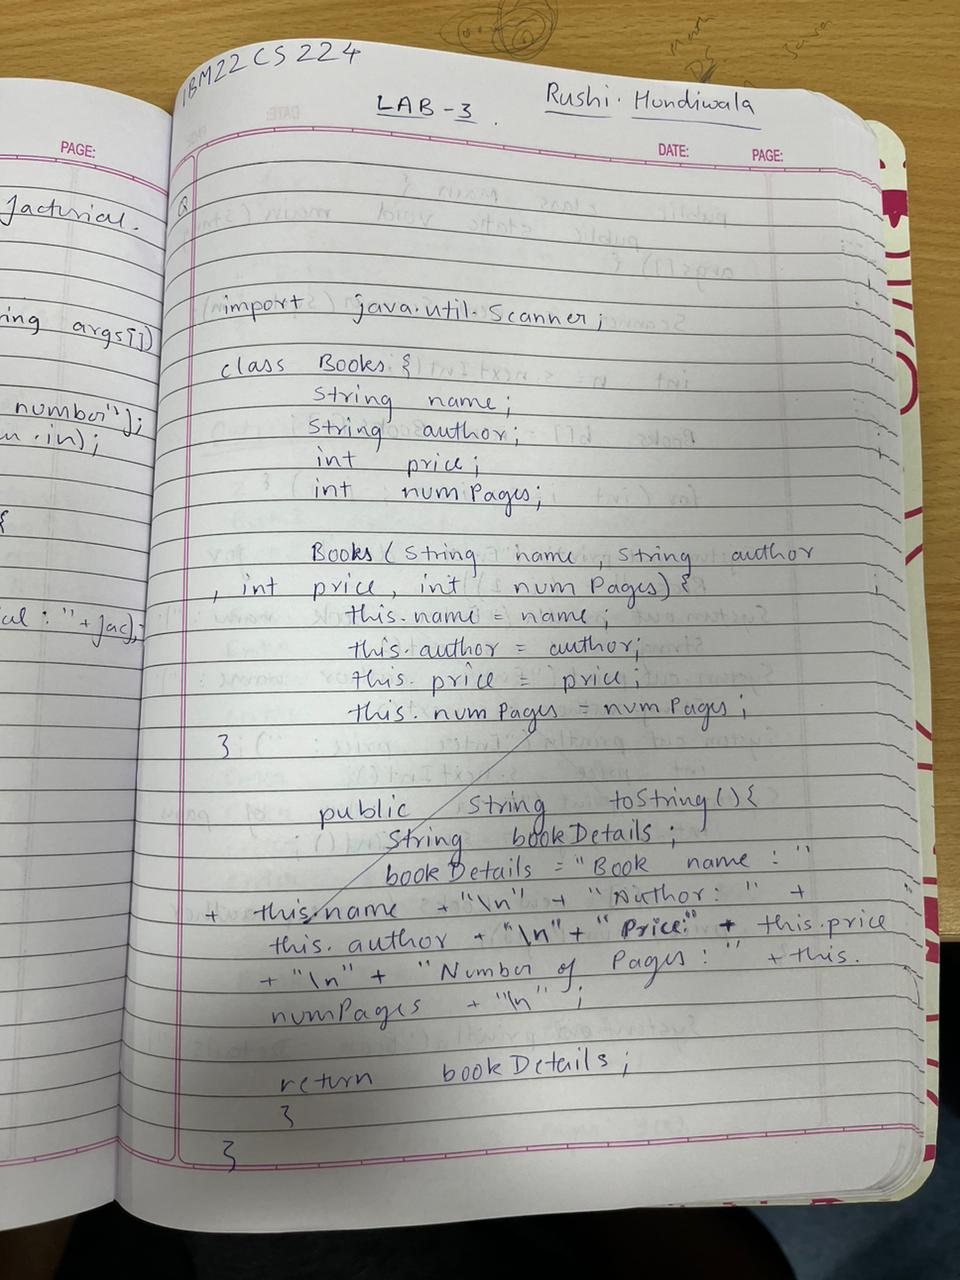 1BM22CS224
LAB-3.
Rushi. Hundiwala
PAGE:
DATE:
PAGE:
factorial.
ring args[])
number");
.in);
{
ial : " + fac);
Q
import java.util.Scanner;
class Books {
String name;
String author;
int price;
int numPages;
Books (String name, String author
, int price, int numPages) {
this.name = name;
this.author = author;
this.price = price;
this.numPages = numPages;
}
public String toString() {
String bookDetails;
bookDetails = "Book name : "
+ this.name + "\n" + "Author: " +
this.author + "\n" + "Price:" + this.price
+ "\n" + "Number of Pages : " + this.
numPages + "\n" ;
return bookDetails;
}
}